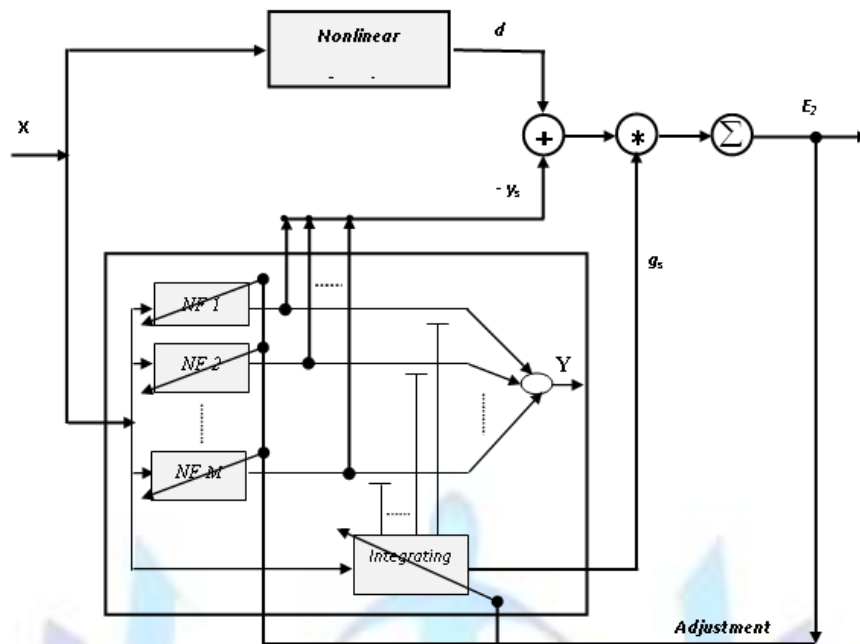 Nonlinear
d
X
+
*
Σ
E₂
- yₛ
gₛ
NF 1
NF 2
NF M
Y
Integrating
Adjustment